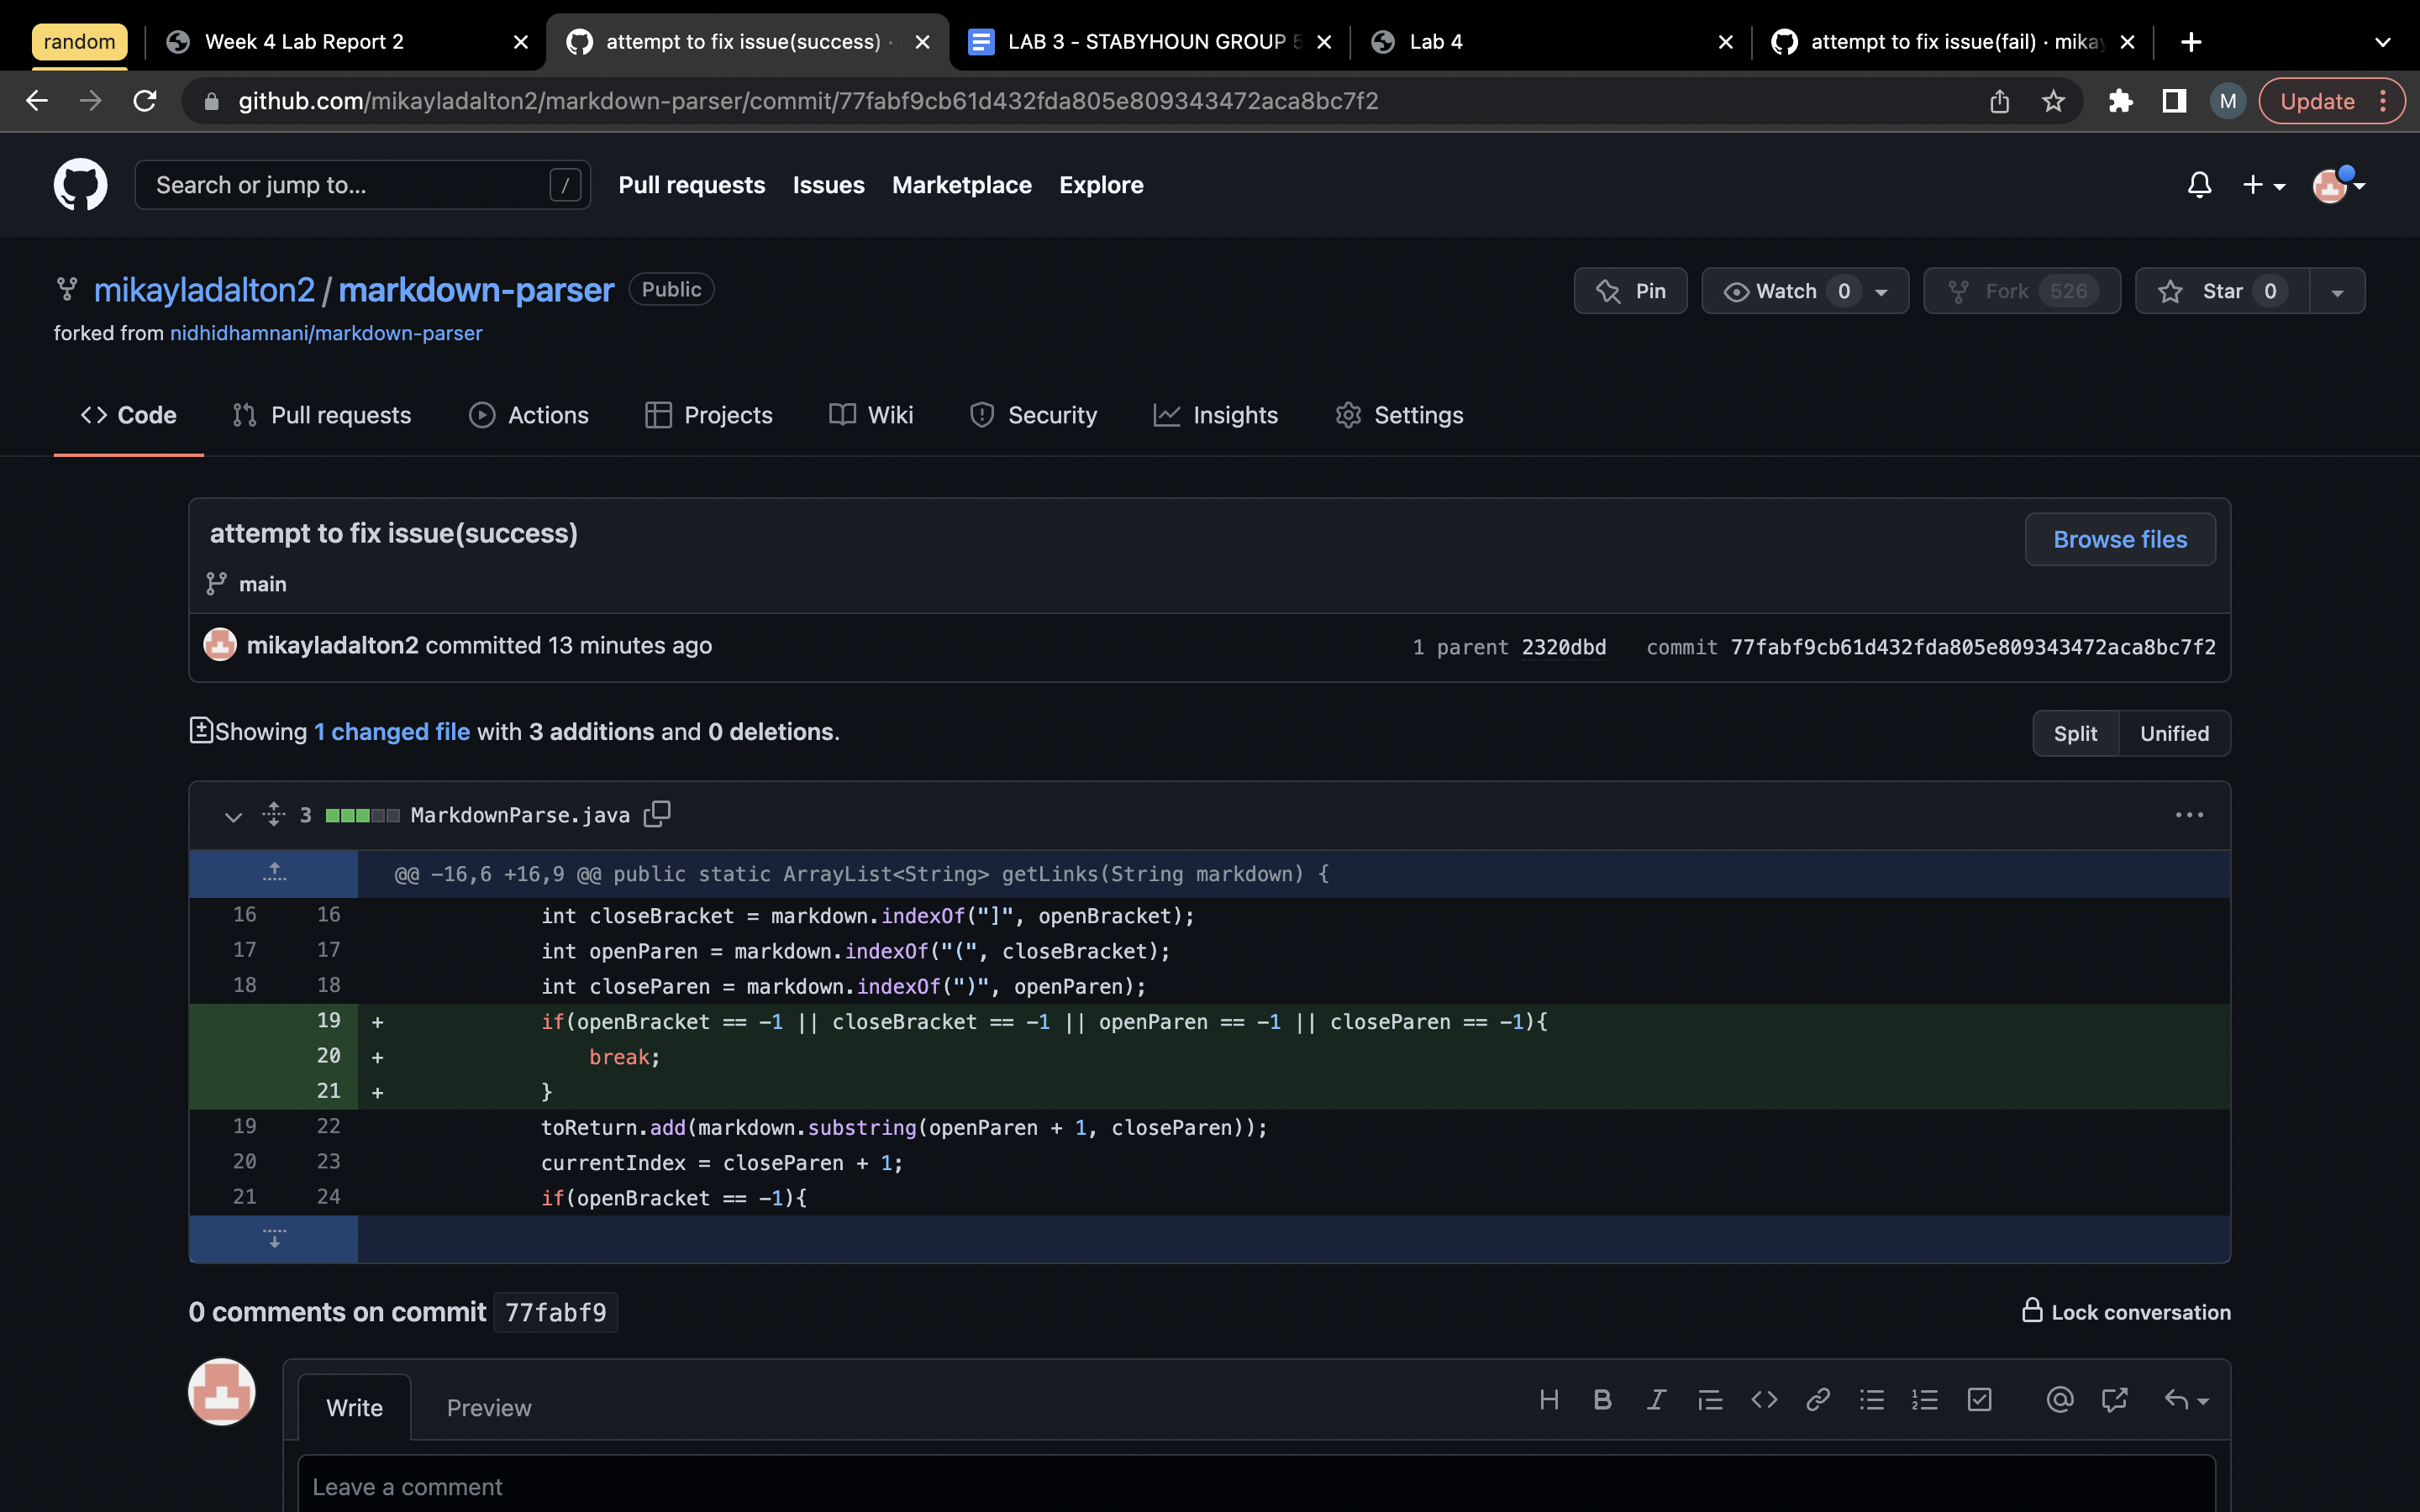 random
Week 4 Lab Report 2
attempt to fix issue(success) ·
LAB 3 - STABYHOUN GROUP 5
Lab 4
attempt to fix issue(fail) · mikay
github.com/mikayladalton2/markdown-parser/commit/77fabf9cb61d432fda805e809343472aca8bc7f2
M
Update
Search or jump to...
/
Pull requests
Issues
Marketplace
Explore
mikayladalton2 / markdown-parser
Public
Pin
Watch 0
Fork 526
Star 0
forked from nidhidhamnani/markdown-parser
Code
Pull requests
Actions
Projects
Wiki
Security
Insights
Settings
attempt to fix issue(success)
Browse files
main
mikayladalton2 committed 13 minutes ago
1 parent 2320dbd commit 77fabf9cb61d432fda805e809343472aca8bc7f2
Showing 1 changed file with 3 additions and 0 deletions.
Split
Unified
3 MarkdownParse.java
@@ -16,6 +16,9 @@ public static ArrayList<String> getLinks(String markdown) {
16 16 int closeBracket = markdown.indexOf("]", openBracket);
17 17 int openParen = markdown.indexOf("(", closeBracket);
18 18 int closeParen = markdown.indexOf(")", openParen);
19 + if(openBracket == -1 || closeBracket == -1 || openParen == -1 || closeParen == -1){
20 + break;
21 + }
19 22 toReturn.add(markdown.substring(openParen + 1, closeParen));
20 23 currentIndex = closeParen + 1;
21 24 if(openBracket == -1){
0 comments on commit 77fabf9
Lock conversation
Write
Preview
Leave a comment